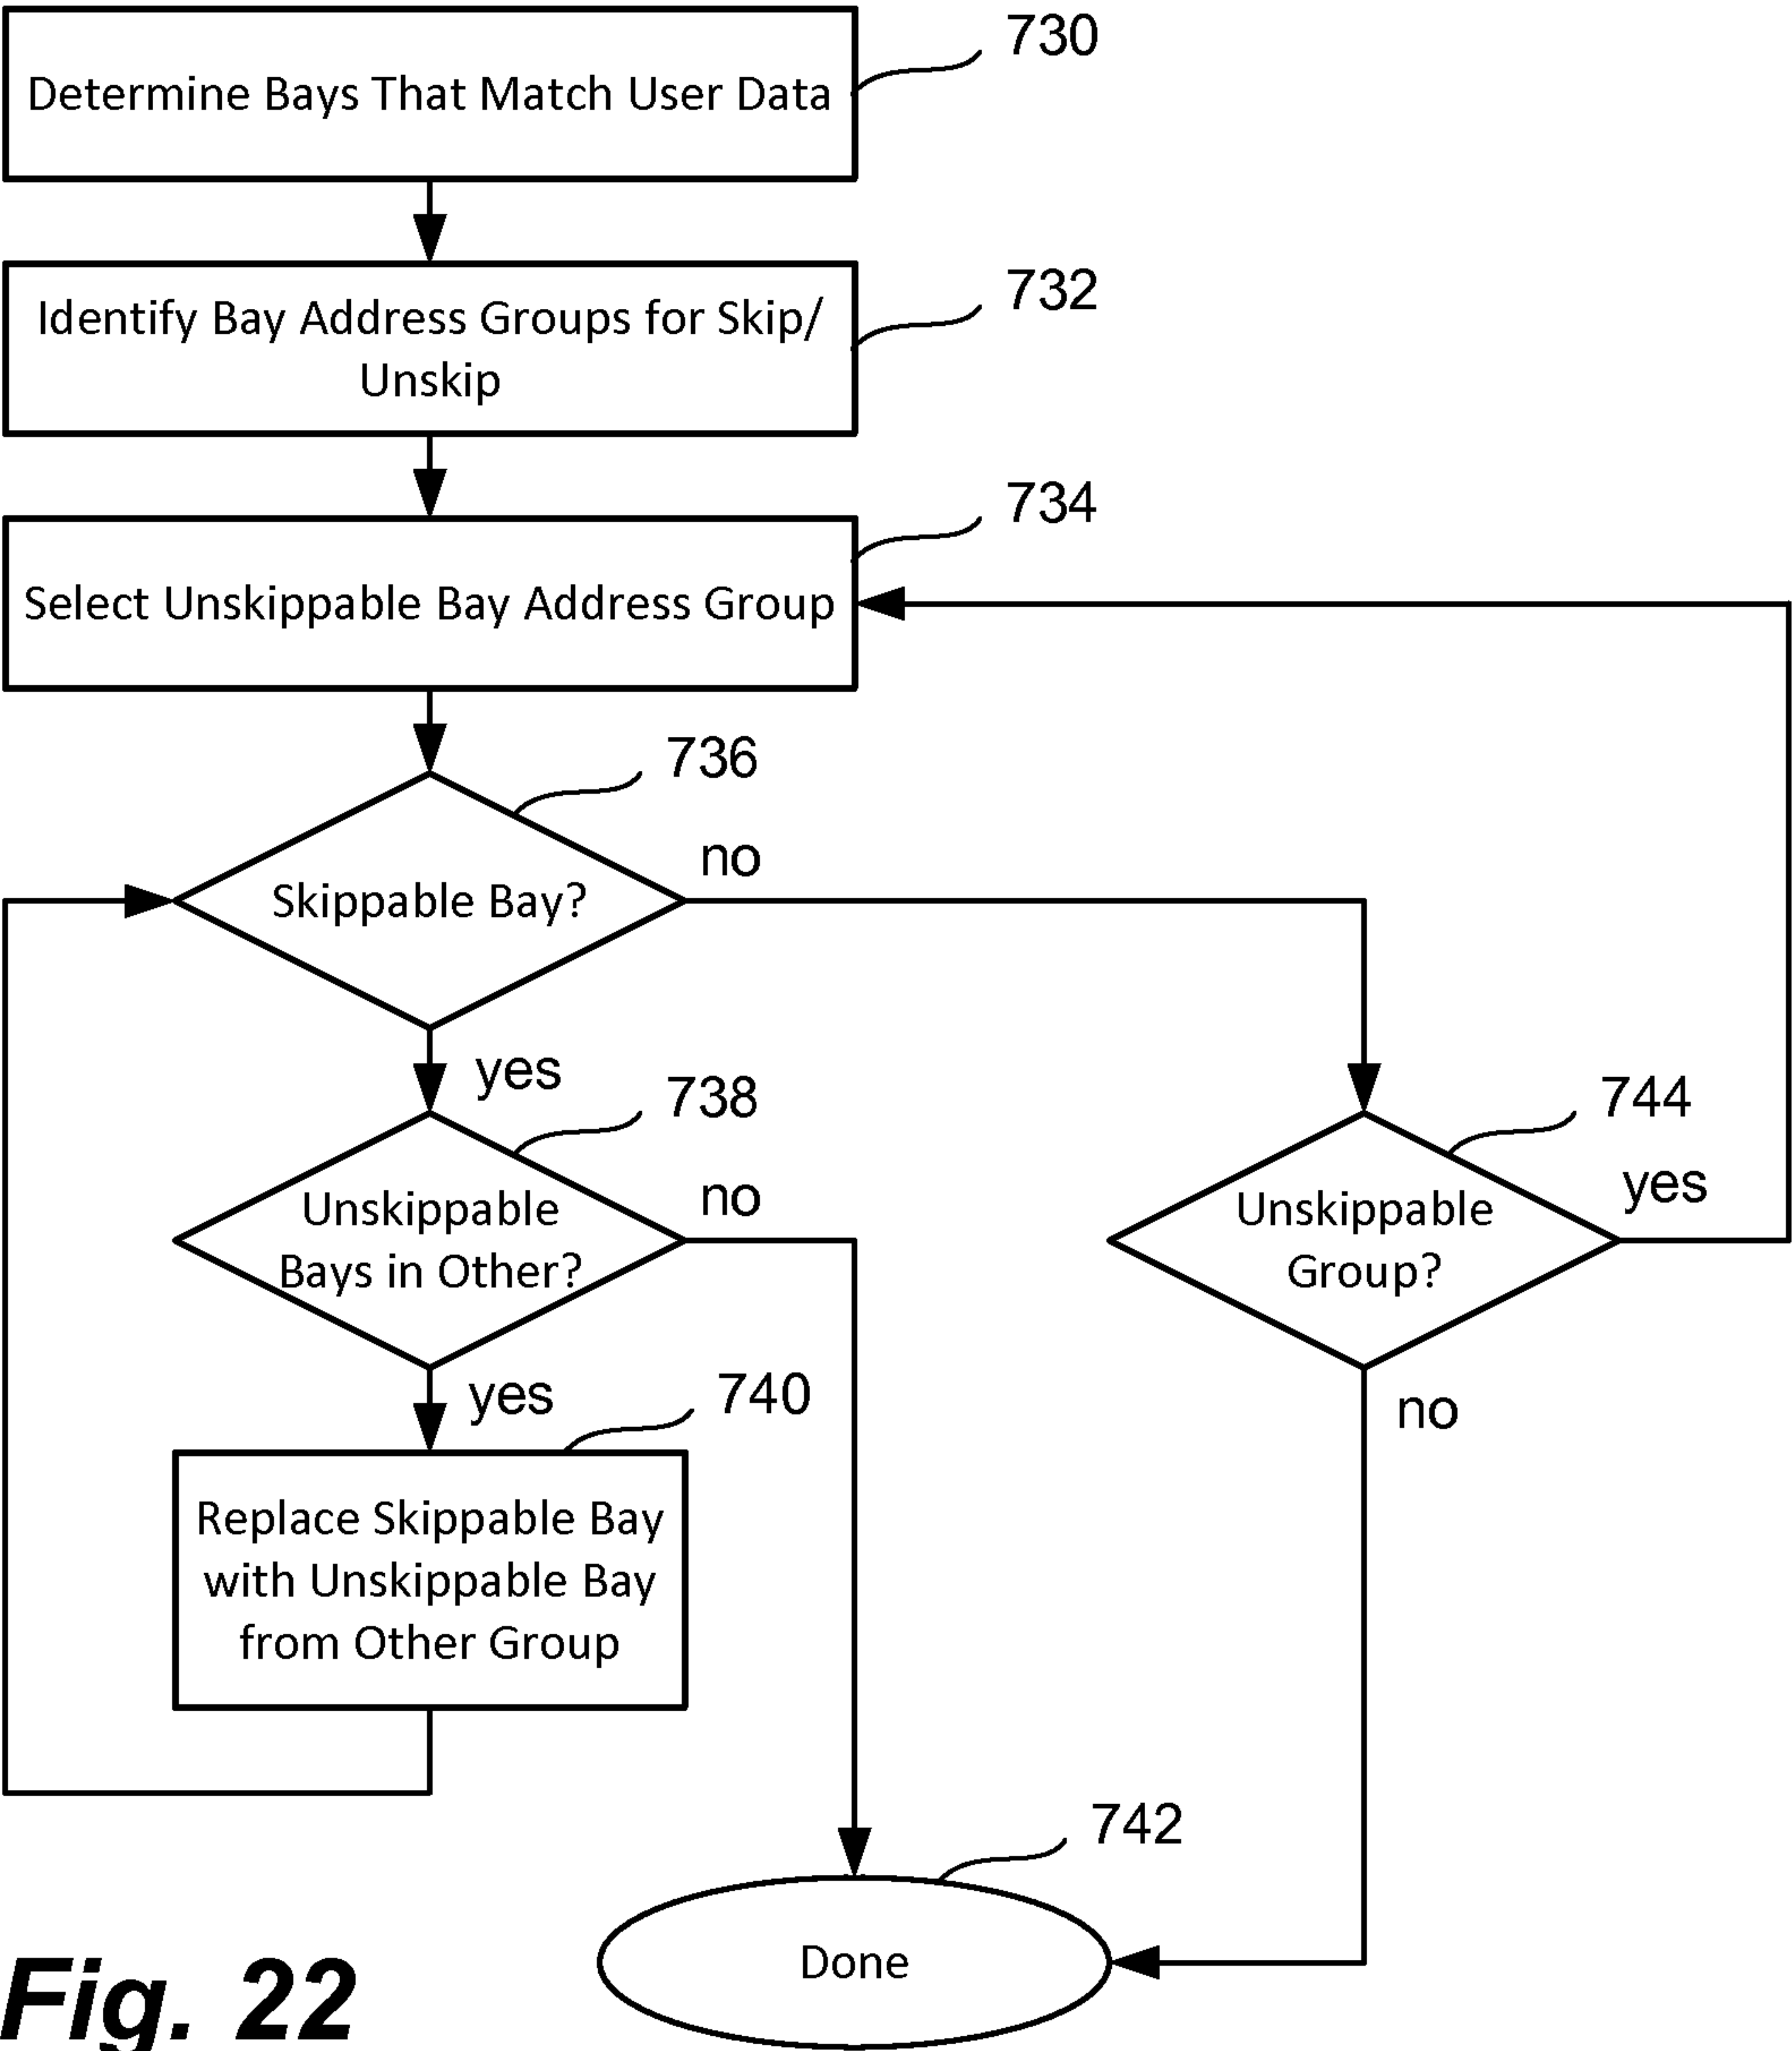 730
Determine Bays That Match User Data
732
Identify Bay Address Groups for Skip/
Unskip
734
Select Unskippable Bay Address Group
736
no
Skippable Bay?
yes
738
744
no
yes
Unskippable
Bays in Other?
Unskippable
Group?
yes
740
no
Replace Skippable Bay
with Unskippable Bay
from Other Group
742
Done
Fig. 22